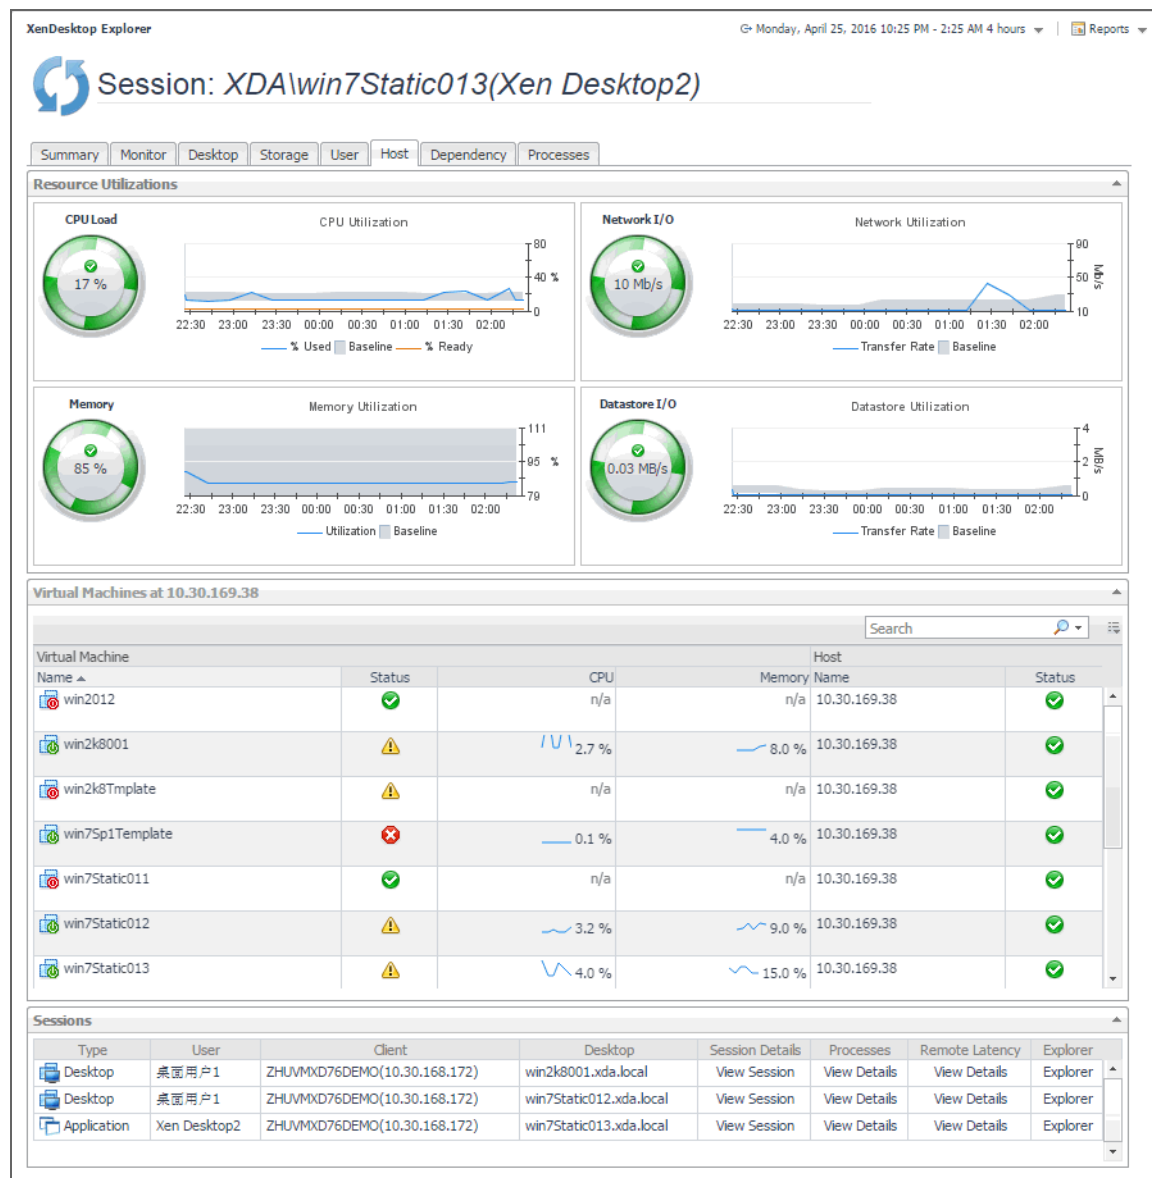 XenDesktop Explorer
Monday, April 25, 2016 10:25 PM - 2:25 AM 4 hours Reports
Session: XDA\win7Static013(Xen Desktop2)
Summary Monitor Desktop Storage User Host Dependency Processes
Resource Utilizations
CPU Load CPU Utilization
17 %
80
40 %
0
22:30 23:00 23:30 00:00 00:30 01:00 01:30 02:00
% Used Baseline % Ready
Network I/O Network Utilization
10 Mb/s
90
50 Mb/s
10
22:30 23:00 23:30 00:00 00:30 01:00 01:30 02:00
Transfer Rate Baseline
Memory Memory Utilization
85 %
111
95 %
79
22:30 23:00 23:30 00:00 00:30 01:00 01:30 02:00
Utilization Baseline
Datastore I/O Datastore Utilization
0.03 MB/s
4
2 MB/s
0
22:30 23:00 23:30 00:00 00:30 01:00 01:30 02:00
Transfer Rate Baseline
Virtual Machines at 10.30.169.38
Search
Virtual Machine Host
Name Status CPU Memory Name Status
win2012 n/a n/a 10.30.169.38
win2k8001 2.7 % 8.0 % 10.30.169.38
win2k8Tmplate n/a n/a 10.30.169.38
win7Sp1Template 0.1 % 4.0 % 10.30.169.38
win7Static011 n/a n/a 10.30.169.38
win7Static012 3.2 % 9.0 % 10.30.169.38
win7Static013 4.0 % 15.0 % 10.30.169.38
Sessions
Type User Client Desktop Session Details Processes Remote Latency Explorer
Desktop 桌面用户1 ZHUVMXD76DEMO(10.30.168.172) win2k8001.xda.local View Session View Details View Details Explorer
Desktop 桌面用户1 ZHUVMXD76DEMO(10.30.168.172) win7Static012.xda.local View Session View Details View Details Explorer
Application Xen Desktop2 ZHUVMXD76DEMO(10.30.168.172) win7Static013.xda.local View Session View Details View Details Explorer